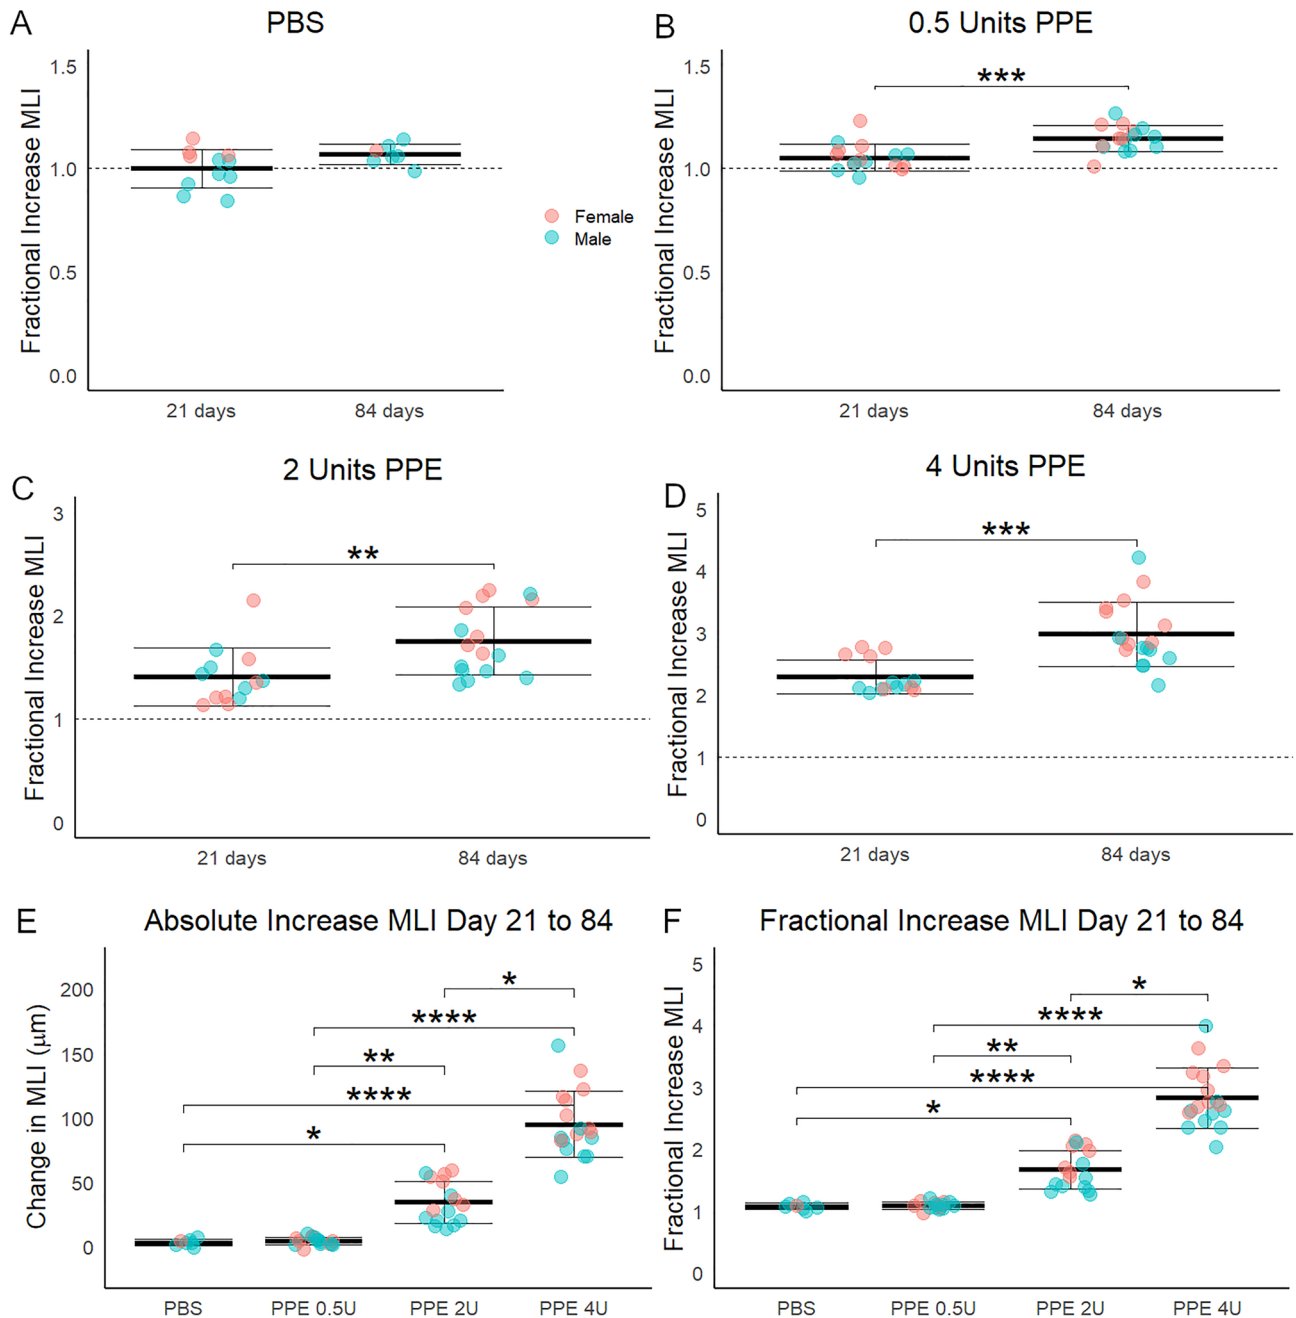 A
PBS
Fractional Increase MLI
1.5
1.0
0.5
0.0
21 days
84 days
Female
Male
B
0.5 Units PPE
Fractional Increase MLI
1.5
1.0
0.5
0.0
***
21 days
84 days
C
2 Units PPE
Fractional Increase MLI
3
2
1
0
**
21 days
84 days
D
4 Units PPE
Fractional Increase MLI
5
4
3
2
1
0
***
21 days
84 days
E
Absolute Increase MLI Day 21 to 84
Change in MLI (μm)
200
150
100
50
0
*
****
**
****
*
PBS
PPE 0.5U
PPE 2U
PPE 4U
F
Fractional Increase MLI Day 21 to 84
Fractional Increase MLI
5
4
3
2
1
0
*
****
**
****
*
PBS
PPE 0.5U
PPE 2U
PPE 4U